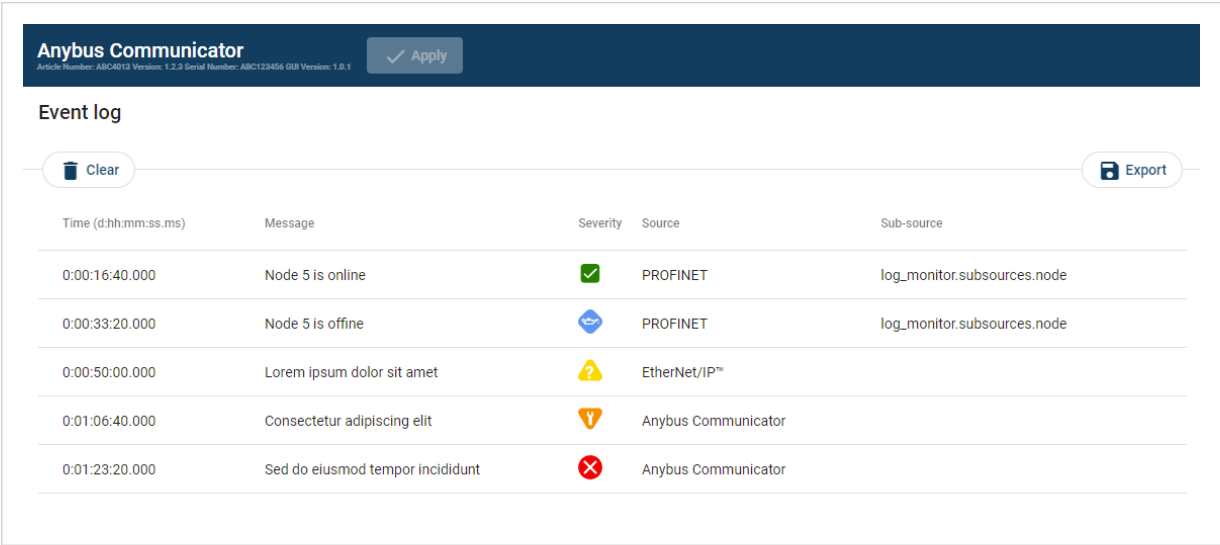 Anybus Communicator
Article Number: ABC4013 Version: 1.2.3 Serial Number: ABC123456 GUI Version: 1.0.1
Apply
Event log
Clear
Export
Time (d:hh:mm:ss.ms) Message Severity Source Sub-source
0:00:16:40.000 Node 5 is online PROFINET log_monitor.subsources.node
0:00:33:20.000 Node 5 is offine PROFINET log_monitor.subsources.node
0:00:50:00.000 Lorem ipsum dolor sit amet ? EtherNet/IP™
0:01:06:40.000 Consectetur adipiscing elit Anybus Communicator
0:01:23:20.000 Sed do eiusmod tempor incididunt Anybus Communicator